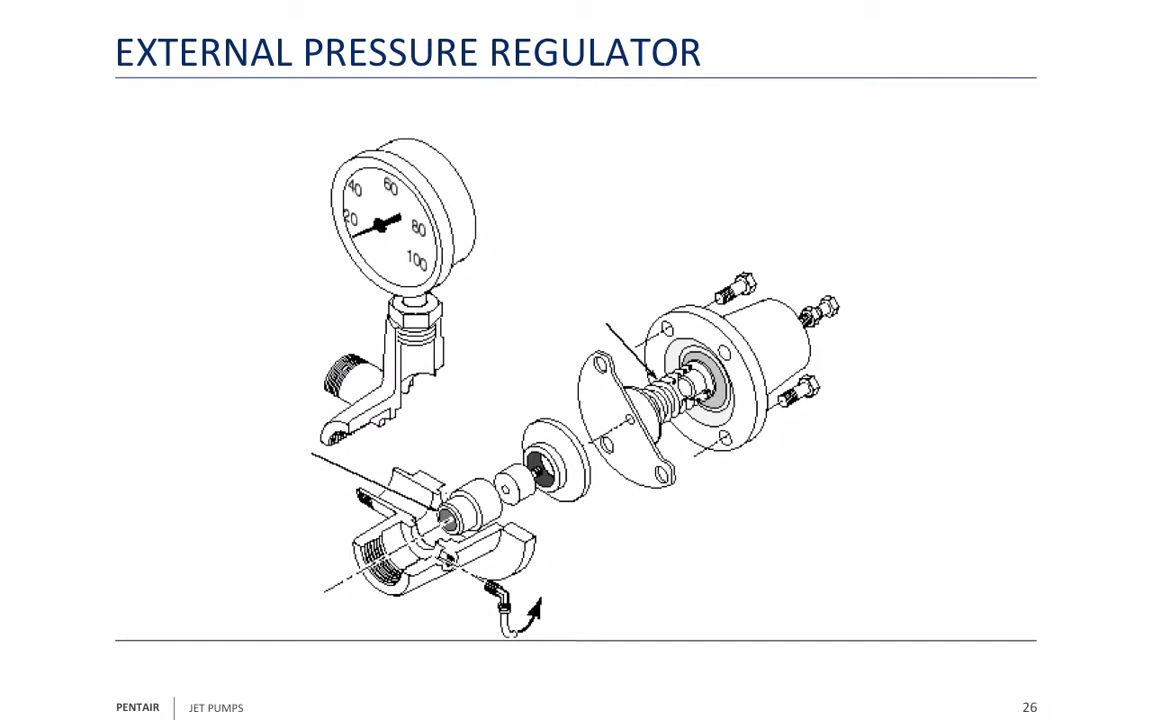 EXTERNAL PRESSURE REGULATOR
40 60
20 80
100
PENTAIR JET PUMPS 26